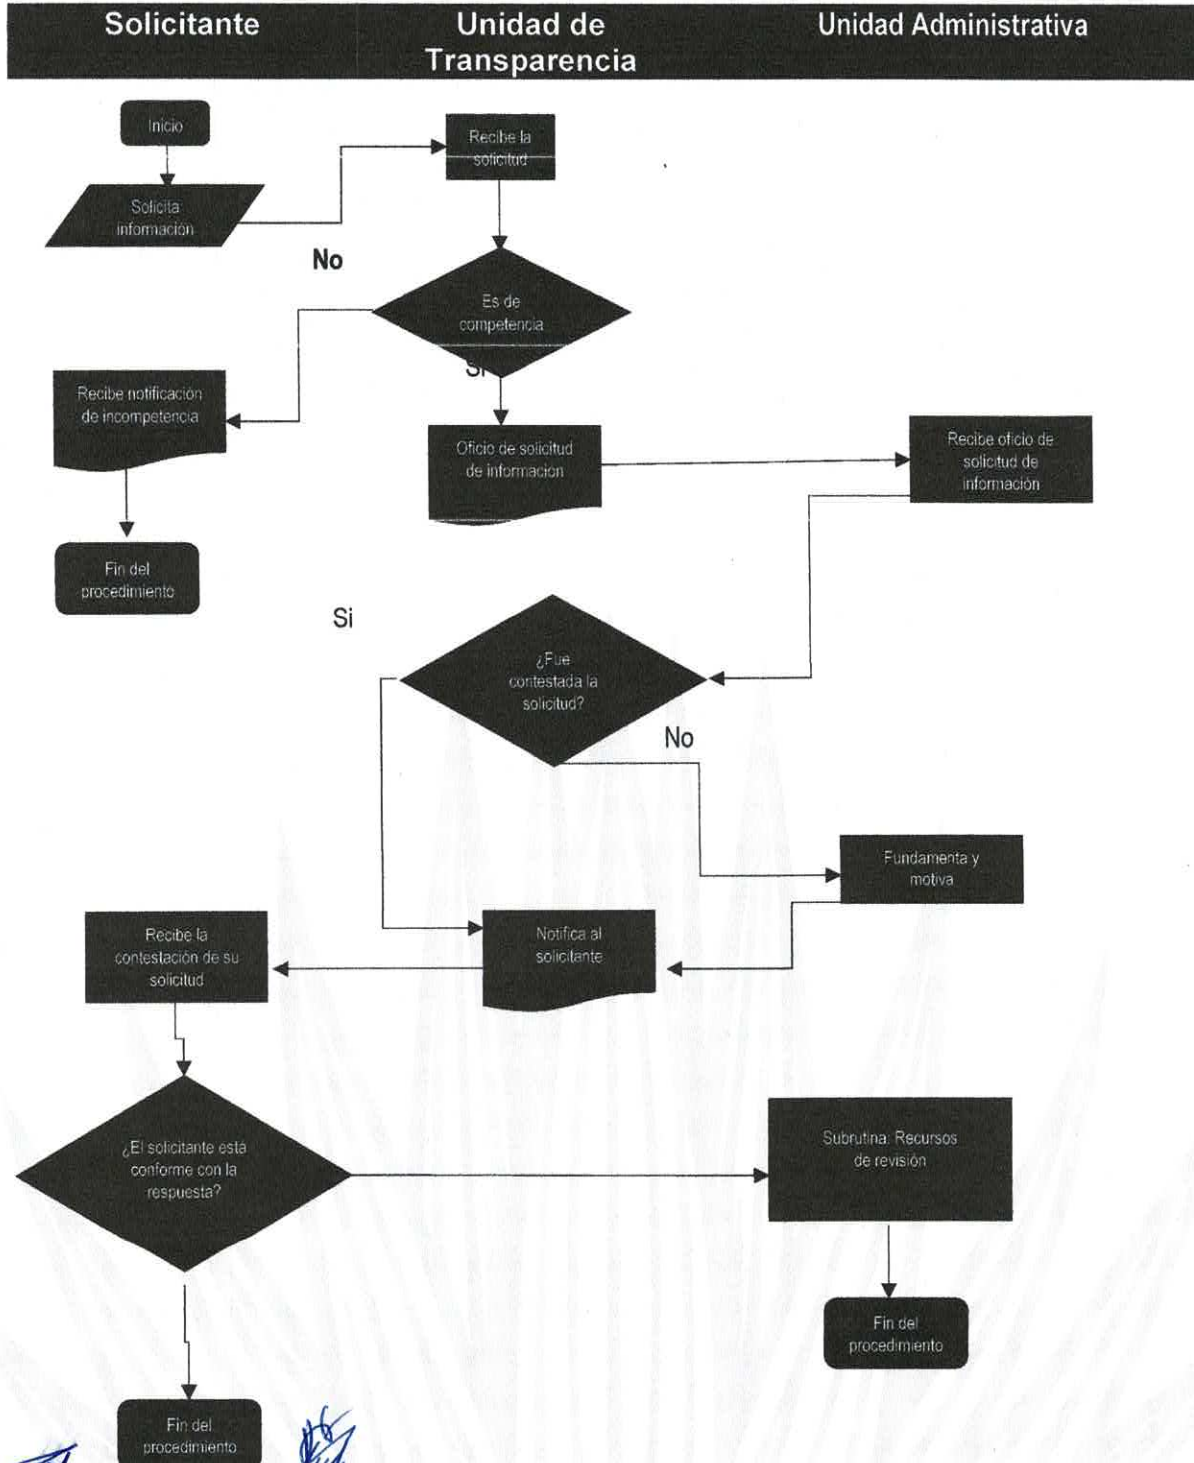 Solicitante
Unidad de
Transparencia
Unidad Administrativa
Inicio
Recibe la
solicitud
Solicita
información
No
Es de
competencia
Si
Recibe notificación
de incompetencia
Oficio de solicitud
de informacion
Recibe oficio de
solicitud de
información
Fin del
procedimiento
Si
¿Fue
contestada la
solicitud?
No
Fundamenta y
motiva
Recibe la
contestación de su
solicitud
Notifica al
solicitante
¿El solicitante está
conforme con la
respuesta?
Subrutina: Recursos
de revisión
Fin del
procedimiento
Fin del
procedimiento